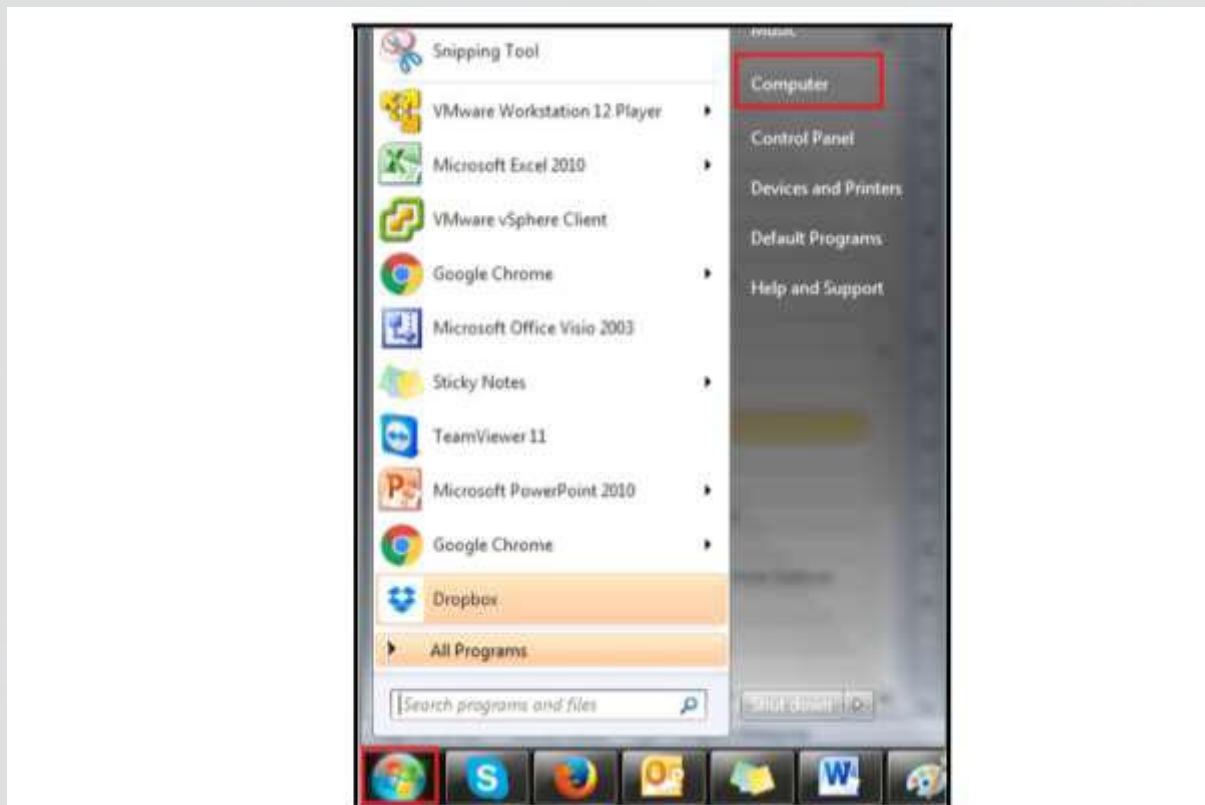 Snipping Tool
VMware Workstation 12 Player
Microsoft Excel 2010
VMware vSphere Client
Google Chrome
Microsoft Office Visio 2003
Sticky Notes
TeamViewer 11
Microsoft PowerPoint 2010
Google Chrome
Dropbox
All Programs
Search programs and files
Music
Computer
Control Panel
Devices and Printers
Default Programs
Help and Support
Shut down